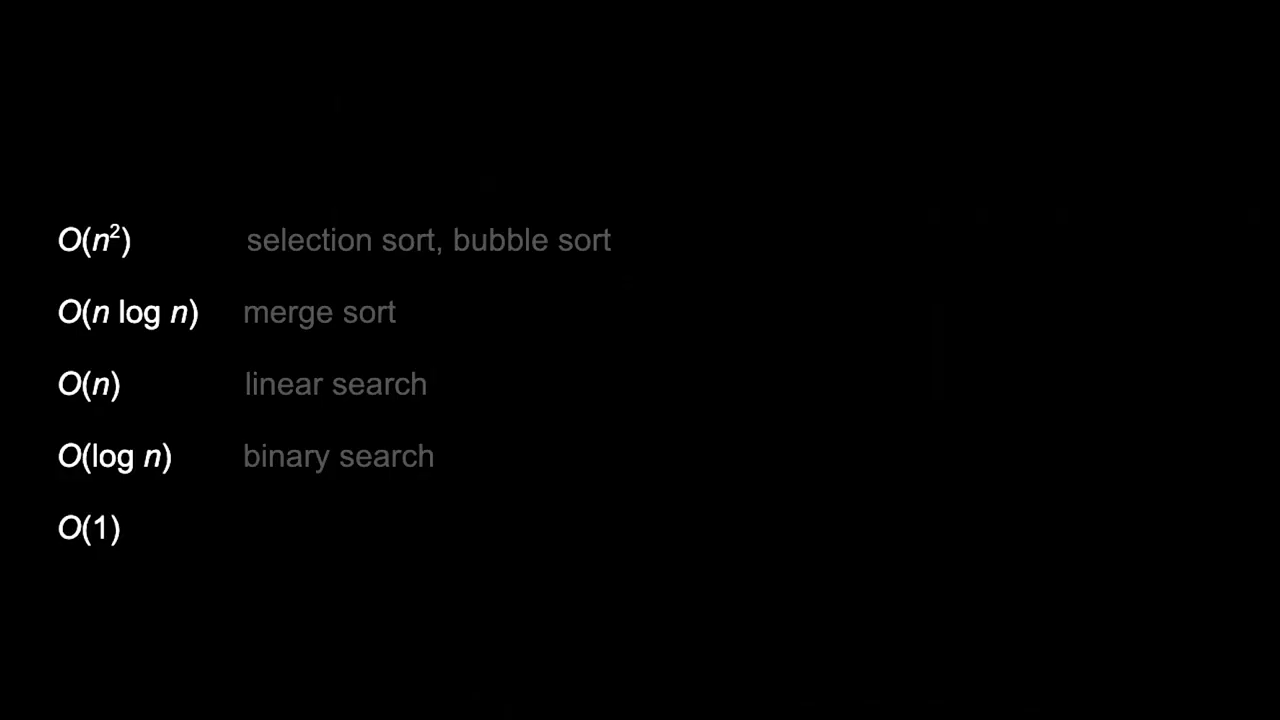 O(n²) selection sort, bubble sort
O(n log n) merge sort
O(n) linear search
O(log n) binary search
O(1)